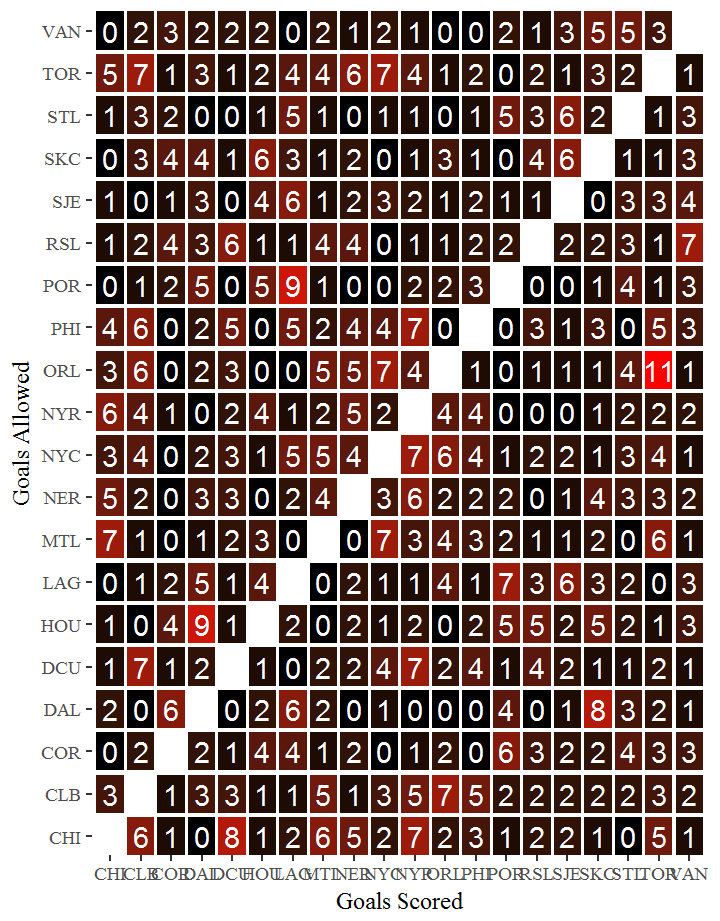 VAN 0 2 3 2 2 2 0 2 1 2 1 0 0 2 1 3 5 5 3
TOR 5 7 1 3 1 2 4 4 6 7 4 1 2 0 2 1 3 2 1
STL 1 3 2 0 0 1 5 1 0 1 1 0 1 5 3 6 2 1 3
SKC 0 3 4 4 1 6 3 1 2 0 1 3 1 0 4 6 1 1 3
SJE 1 0 1 3 0 4 6 1 2 3 2 1 2 1 1 0 3 3 4
RSL 1 2 4 3 6 1 1 4 4 0 1 1 2 2 2 2 3 1 7
POR 0 1 2 5 0 5 9 1 0 0 2 2 3 0 0 1 4 1 3
PHI 4 6 0 2 5 0 5 2 4 4 7 0 0 3 1 3 0 5 3
ORL 3 6 0 2 3 0 0 5 5 7 4 1 0 1 1 1 4 11 1
NYR 6 4 1 0 2 4 1 2 5 2 4 4 0 0 0 1 2 2 2
NYC 3 4 0 2 3 1 5 5 4 7 6 4 1 2 2 1 3 4 1
NER 5 2 0 3 3 0 2 4 3 6 2 2 2 0 1 4 3 3 2
MTL 7 1 0 1 2 3 0 0 7 3 4 3 2 1 1 2 0 6 1
LAG 0 1 2 5 1 4 0 2 1 1 4 1 7 3 6 3 2 0 3
HOU 1 0 4 9 1 2 0 2 1 2 0 2 5 5 2 5 2 1 3
DCU 1 7 1 2 1 0 2 2 4 7 2 4 1 4 2 1 1 2 1
DAL 2 0 6 0 2 6 2 0 1 0 0 0 4 0 1 8 3 2 1
COR 0 2 2 1 4 4 1 2 0 1 2 0 6 3 2 2 4 3 3
CLB 3 1 3 3 1 1 5 1 3 5 7 5 2 2 2 2 2 3 2
CHI 6 1 0 8 1 2 6 5 2 7 2 3 1 2 2 1 0 5 1
CHI CLB COR DAL DCU HOU LAG MTL NER NYC NYR ORL PHI POR RSL SJE SKC STL TOR VAN
Goals Scored
Goals Allowed